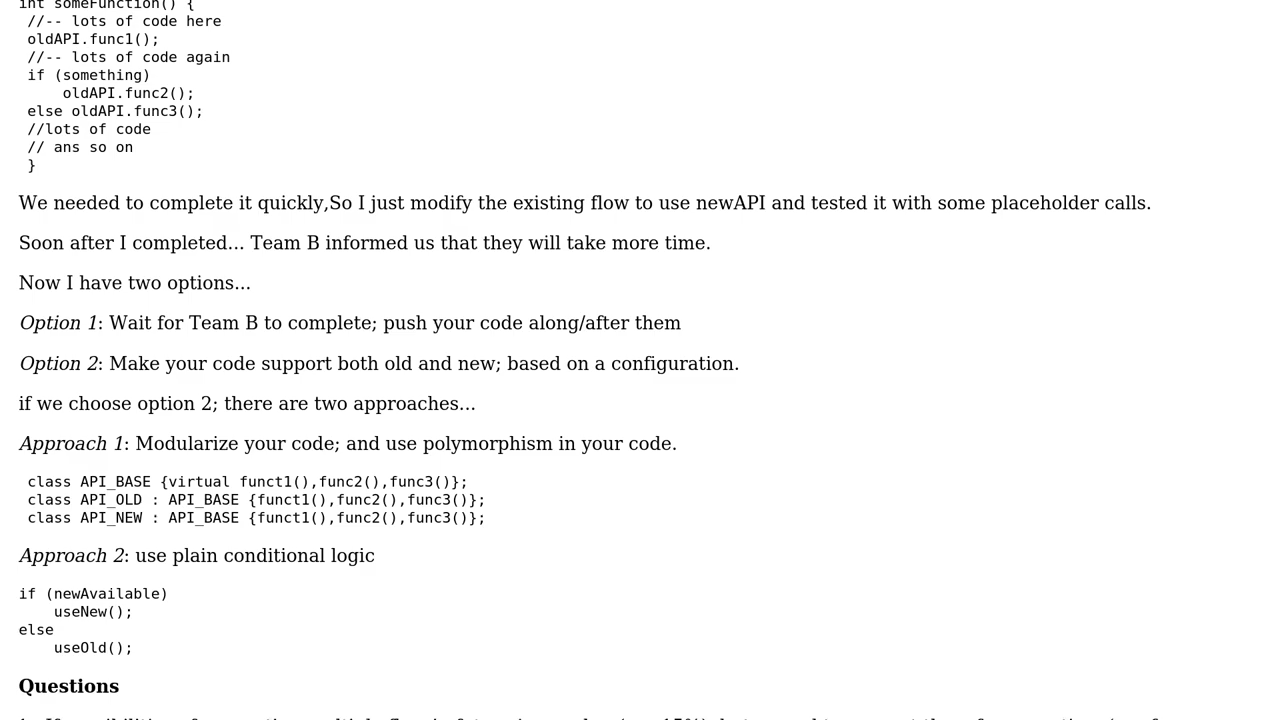 int someFunction() {
//-- lots of code here
oldAPI.func1();
//-- lots of code again
if (something)
oldAPI.func2();
else oldAPI.func3();
//lots of code
// ans so on
}
We needed to complete it quickly,So I just modify the existing flow to use newAPI and tested it with some placeholder calls.
Soon after I completed... Team B informed us that they will take more time.
Now I have two options...
Option 1: Wait for Team B to complete; push your code along/after them
Option 2: Make your code support both old and new; based on a configuration.
if we choose option 2; there are two approaches...
Approach 1: Modularize your code; and use polymorphism in your code.
class API_BASE {virtual funct1(),func2(),func3()};
class API_OLD : API_BASE {funct1(),func2(),func3()};
class API_NEW : API_BASE {funct1(),func2(),func3()};
Approach 2: use plain conditional logic
if (newAvailable)
useNew();
else
useOld();
Questions